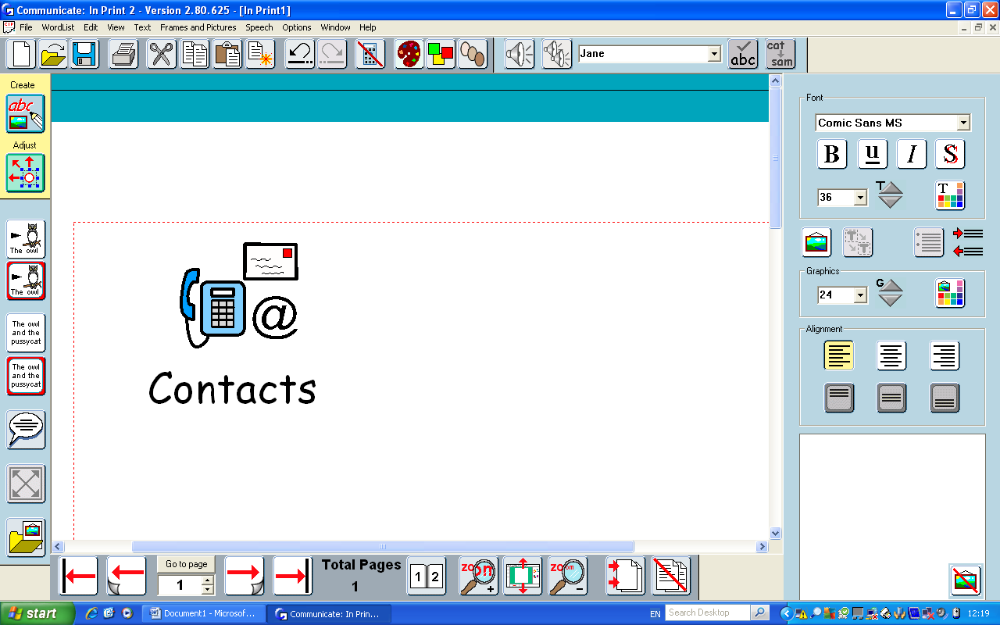 Communicate: In Print 2 - Version 2.80.625 - [In Print1]
File WordList Edit View Text Frames and Pictures Speech Options Window Help
Jane
abc
cat
sam
Create
abc
Adjust
The owl
The owl
The owl
and the
pussycat
The owl
and the
pussycat
@
Contacts
Font
Comic Sans MS
B u I S
36
T
T
Graphics
24
G
Alignment
Go to page
1
Total Pages
1
1 2
zoom
+
zoom
-
start
Document1 - Microsof...
Communicate: In Prin...
EN
Search Desktop
12:19